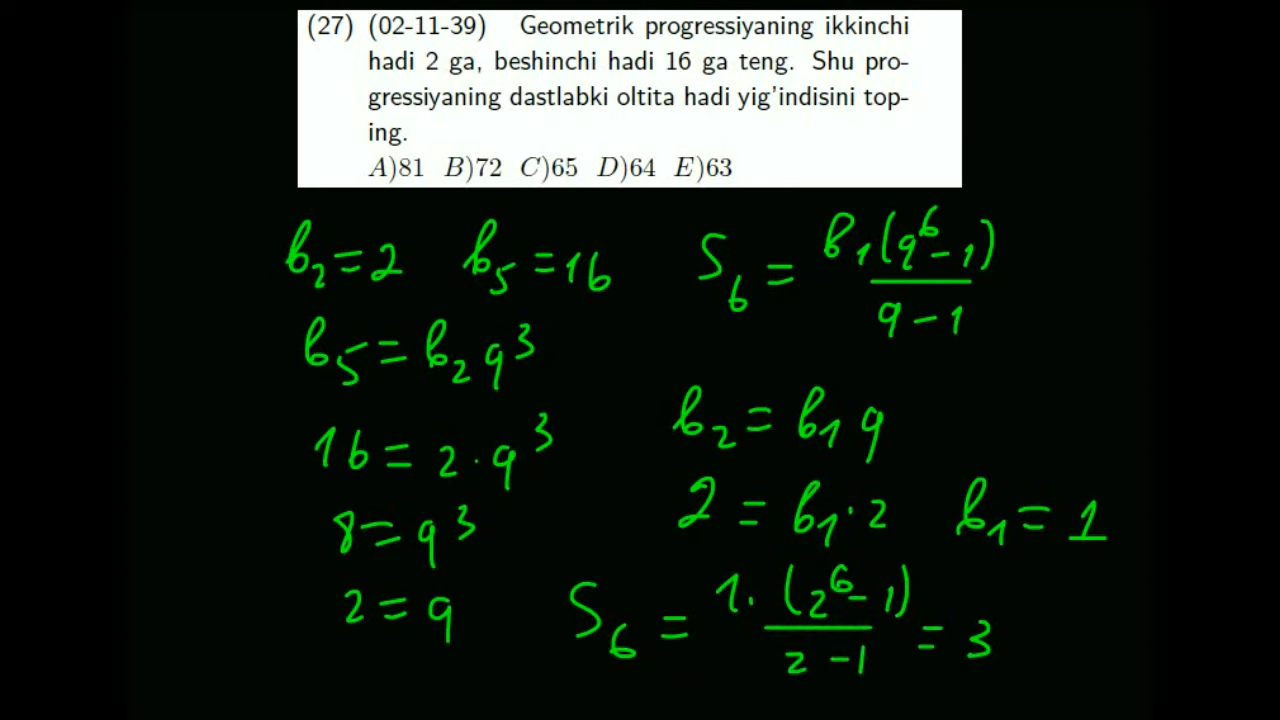 (27) (02-11-39) Geometrik progressiyaning ikkinchi
hadi 2 ga, beshinchi hadi 16 ga teng. Shu pro-
gressiyaning dastlabki oltita hadi yig'indisini top-
ing.
A)81 B)72 C)65 D)64 E)63
b₂ = 2 b₅ = 16 S₆ = b₁(q⁶-1) / q-1
b₅ = b₂ q³
b₂ = b₁ q
16 = 2 · q³
2 = b₁ · 2 b₁ = 1
8 = q³
2 = q
S₆ = 1 · (2⁶-1) / 2-1 = 3